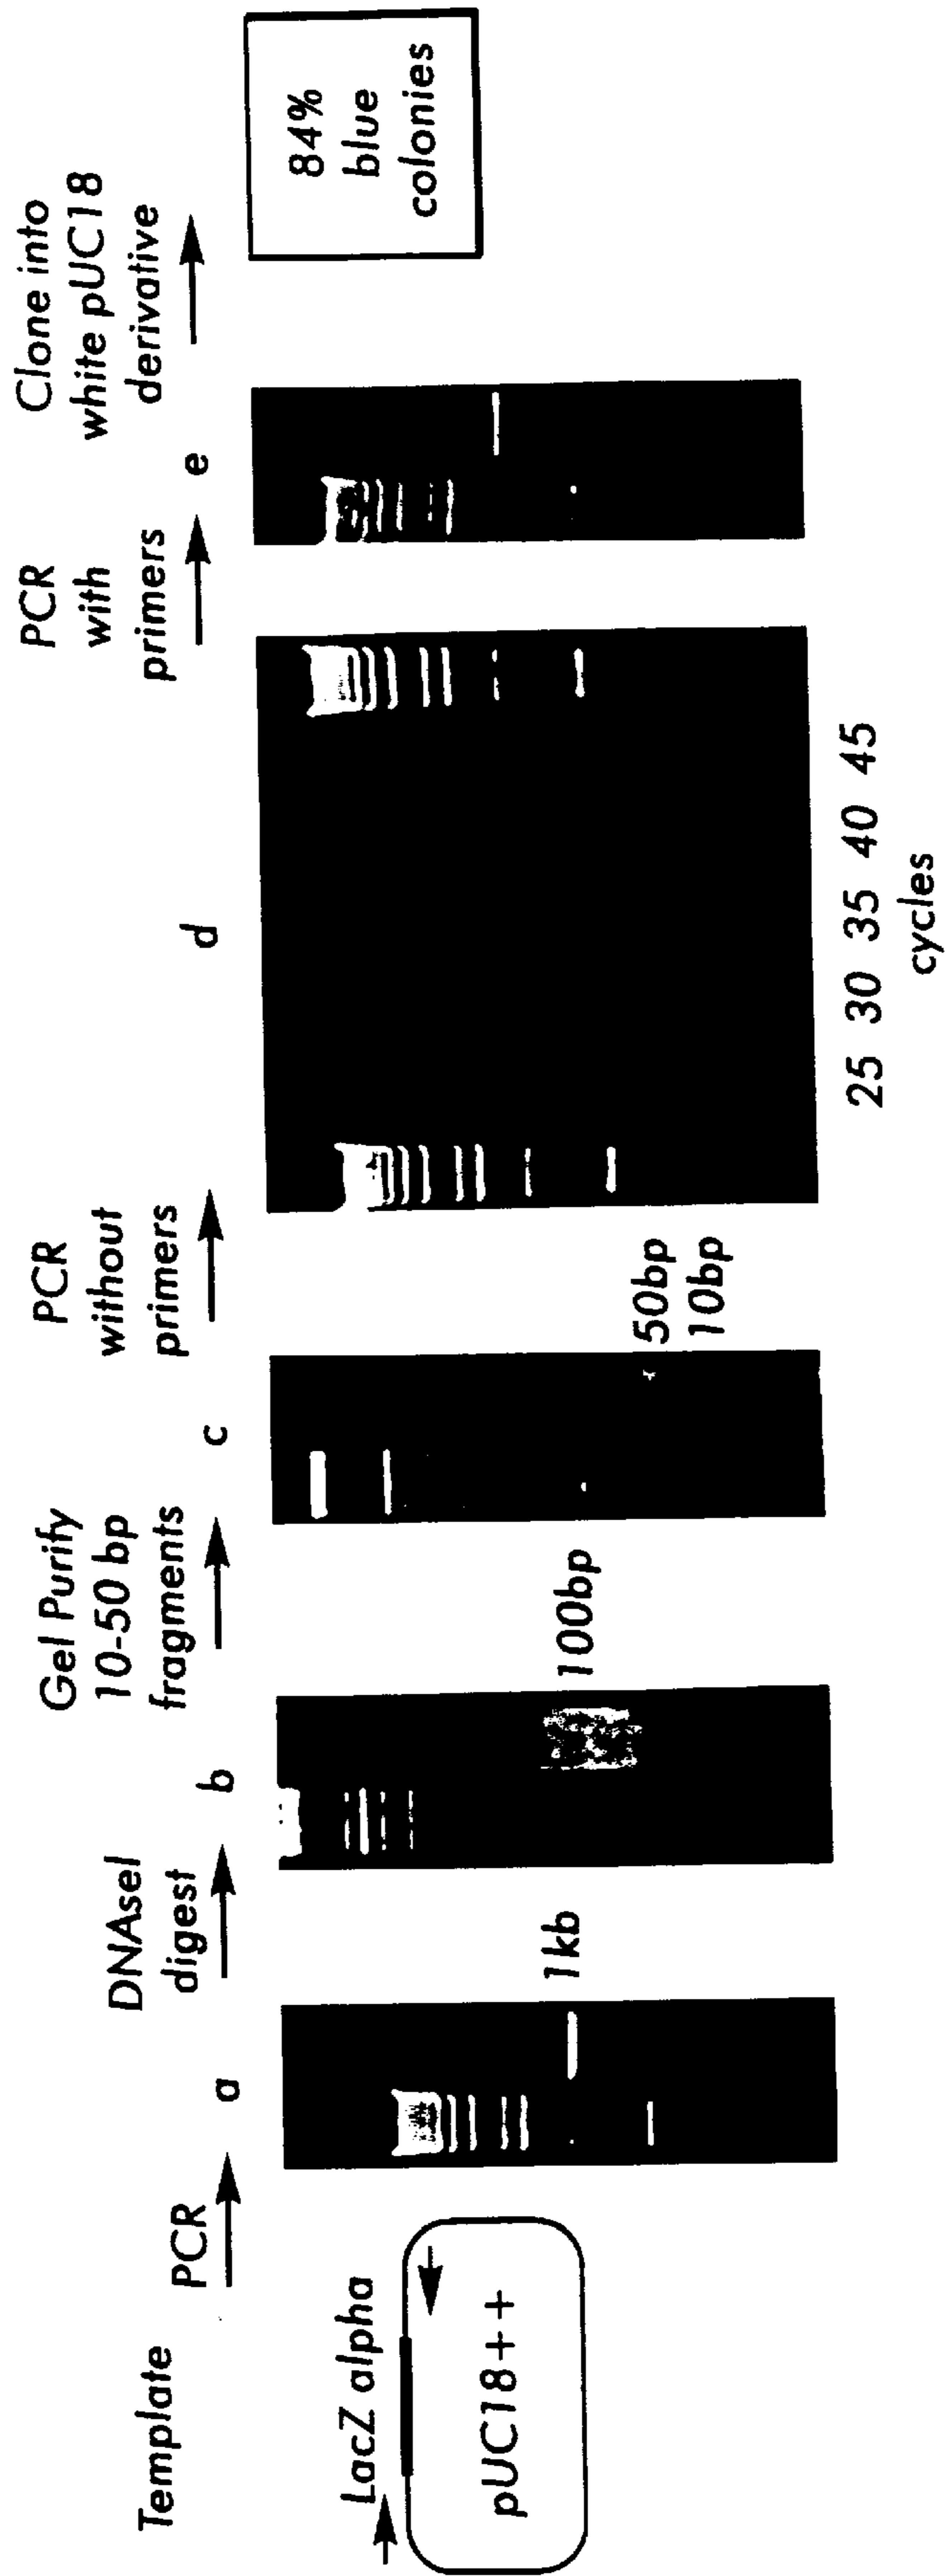 Template
LacZ alpha
pUC18++
PCR
a
1kb
DNAseI
digest
b
100bp
Gel Purify
10-50 bp
fragments
c
50bp
10bp
PCR
without
primers
d
25 30 35 40 45
cycles
PCR
with
primers
e
Clone into
white pUC18
derivative
84%
blue
colonies